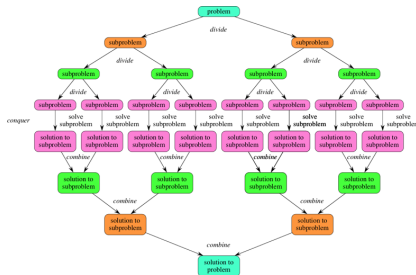 problem
divide
subproblem subproblem
divide divide
subproblem subproblem subproblem subproblem
divide divide divide divide
subproblem subproblem subproblem subproblem subproblem subproblem subproblem subproblem
conquer
solve solve solve solve solve solve solve solve
subproblem subproblem subproblem subproblem subproblem subproblem subproblem
solution to solution to solution to solution to solution to solution to solution to solution to
subproblem subproblem subproblem subproblem subproblem subproblem subproblem subproblem
combine combine combine combine
solution to solution to solution to solution to
subproblem subproblem subproblem subproblem
combine combine
solution to solution to
subproblem subproblem
combine
solution to
problem